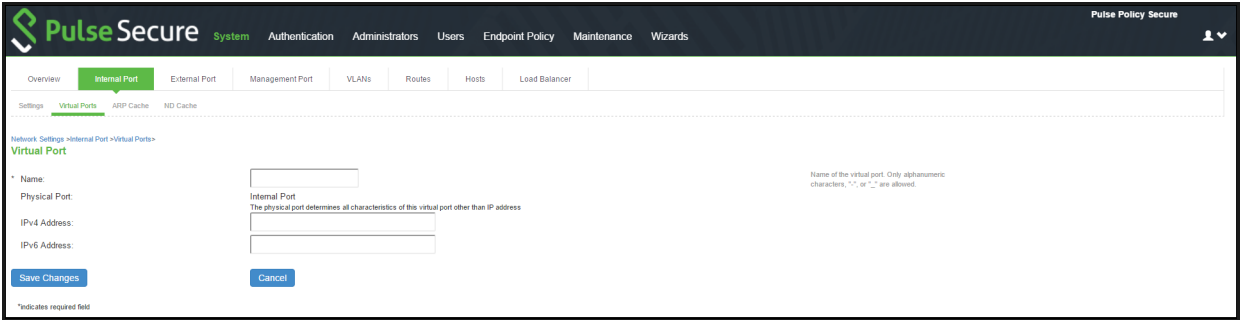 Pulse Policy Secure
Pulse Secure System Authentication Administrators Users Endpoint Policy Maintenance Wizards
Overview Internal Port External Port Management Port VLANs Routes Hosts Load Balancer
Settings Virtual Ports ARP Cache ND Cache
Network Settings >Internal Port >Virtual Ports>
Virtual Port
* Name:
Name of the virtual port. Only alphanumeric
characters, "-", or "_" are allowed.
Physical Port: Internal Port
The physical port determines all characteristics of this virtual port other than IP address
IPv4 Address:
IPv6 Address:
Save Changes Cancel
*indicates required field